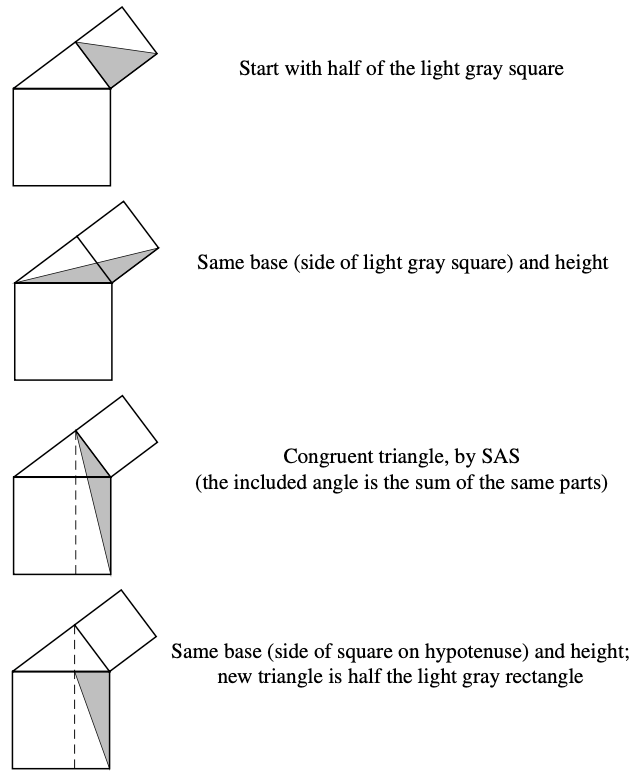 Start with half of the light gray square
Same base (side of light gray square) and height
Congruent triangle, by SAS
(the included angle is the sum of the same parts)
Same base (side of square on hypotenuse) and height;
new triangle is half the light gray rectangle